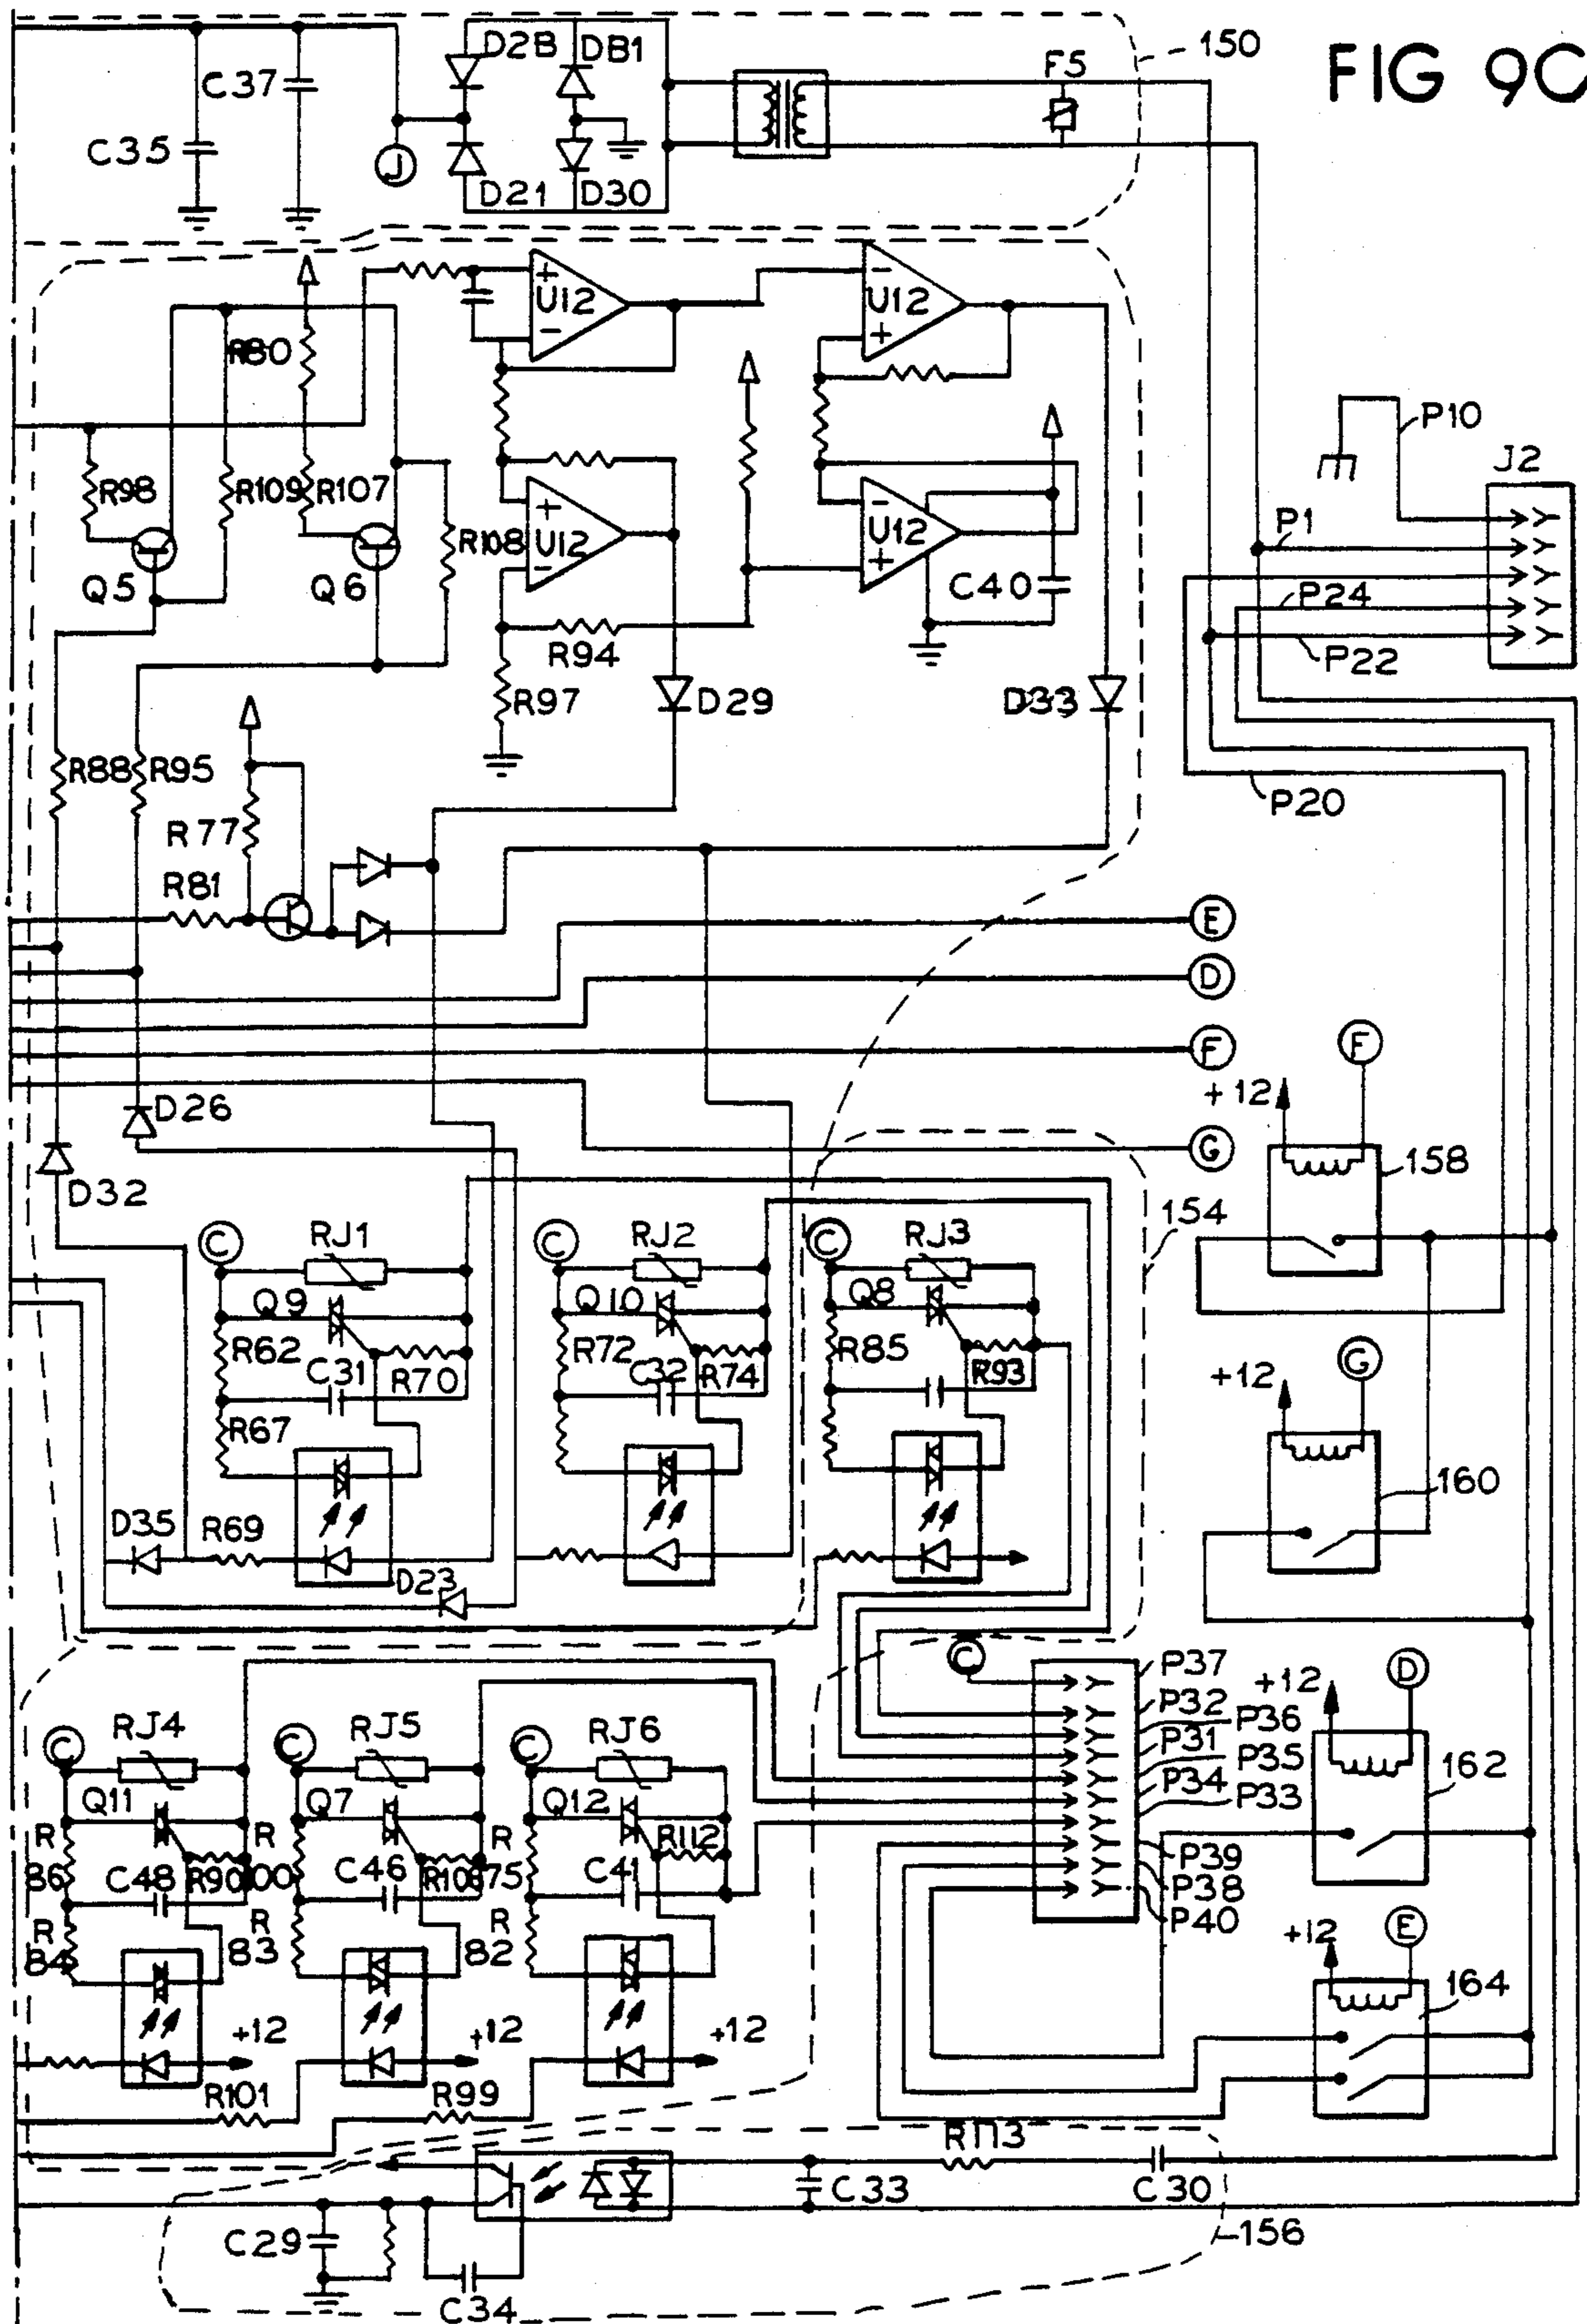 FIG 9C
150
D2B DB1 F5
C37
C35
J
D21 D30
+ U12 - - U12 +
R80
P10
J2
R98 R109 R107
P1
+ U12 - - U12 +
R108
Q5 Q6
C40
P24
R94
P22
R97 D29 D33
R88 R95
P20
R77
R81
E
D
F
F
+12
D26
G
158
D32
154
C RJ1 C RJ2 C RJ3
Q9 Q10 Q8
R62 C31 R70 R72 C32 R74 R85 R93
G
+12
R67
160
D35 R69
D23
C
P37
P32
P36
P31
P35
P34
P33
P39
P38
P40
+12 D
162
C RJ4 C RJ5 C RJ6
Q11 Q7 Q12
R R R112
86 C48 R90 C46 75 C41
R R R
84 83 82
+12 E
164
+12 +12 +12
R101 R99
R113
C33 C30
C29
156
C34